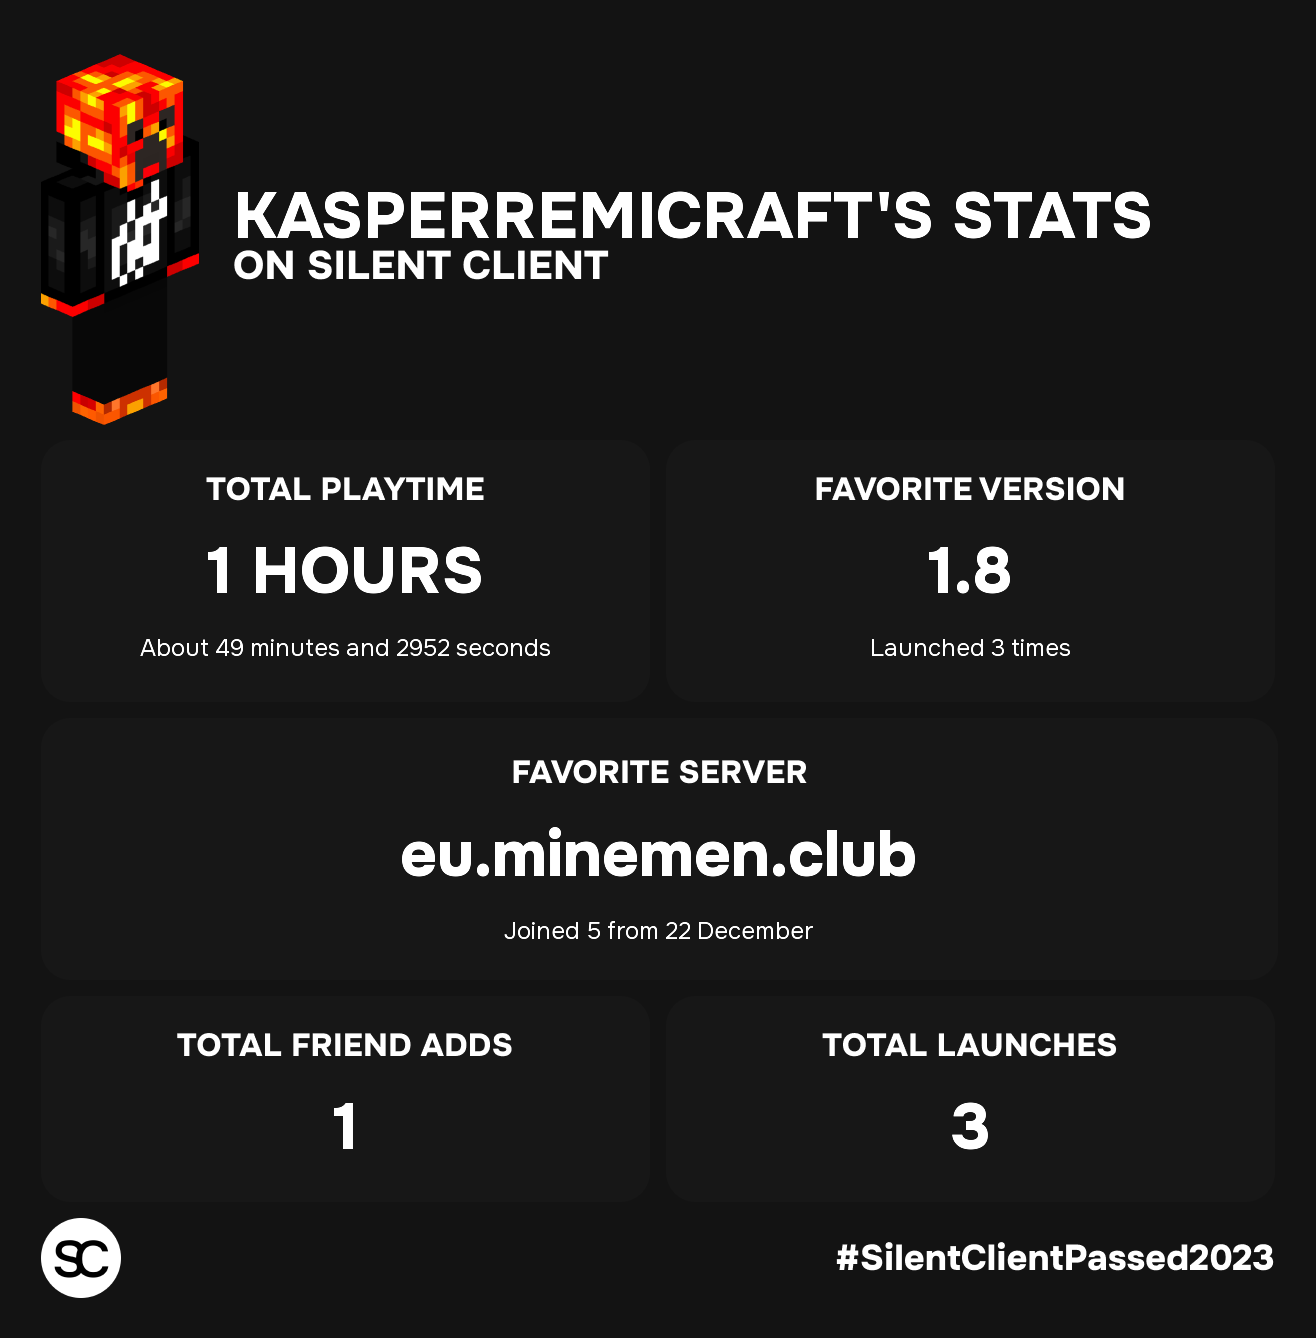 KASPERREMICRAFT'S STATS
ON SILENT CLIENT
TOTAL PLAYTIME
1 HOURS
About 49 minutes and 2952 seconds
FAVORITE VERSION
1.8
Launched 3 times
FAVORITE SERVER
eu.minemen.club
Joined 5 from 22 December
TOTAL FRIEND ADDS
1
TOTAL LAUNCHES
3
SC
#SilentClientPassed2023